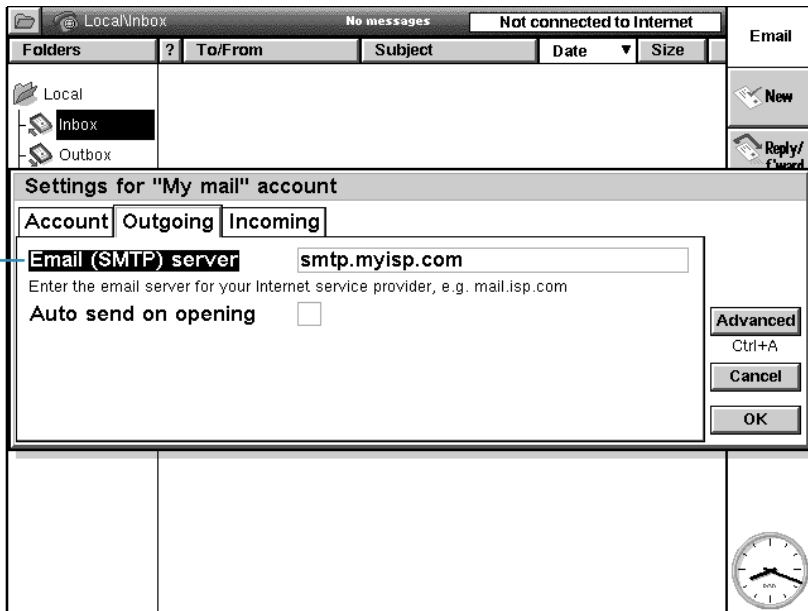 Local\Inbox No messages Not connected to Internet
Email
Folders ? To/From Subject Date Size
Local
New
Inbox
Outbox
Reply/
f'ward
Settings for "My mail" account
Account Outgoing Incoming
Email (SMTP) server smtp.myisp.com
Enter the email server for your Internet service provider, e.g. mail.isp.com
Auto send on opening
Advanced
Ctrl+A
Cancel
OK